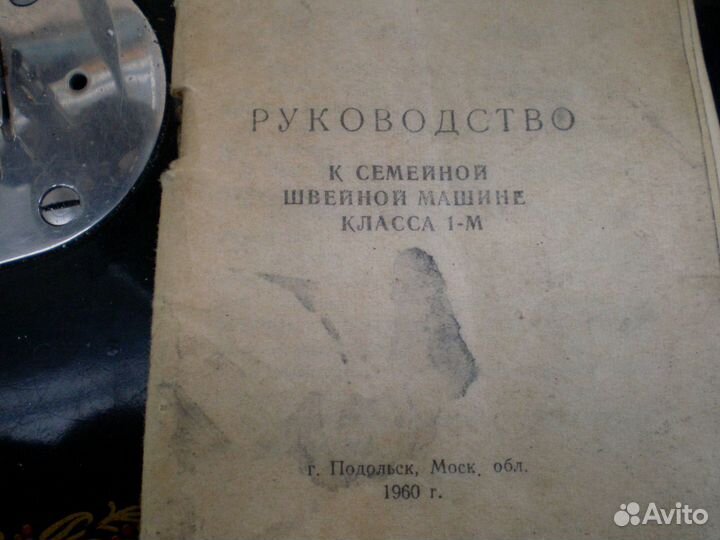 РУКОВОДСТВО
К СЕМЕЙНОЙ
ШВЕЙНОЙ МАШИНЕ
КЛАССА 1-М
г. Подольск, Моск. обл.
1960 г.
Avito